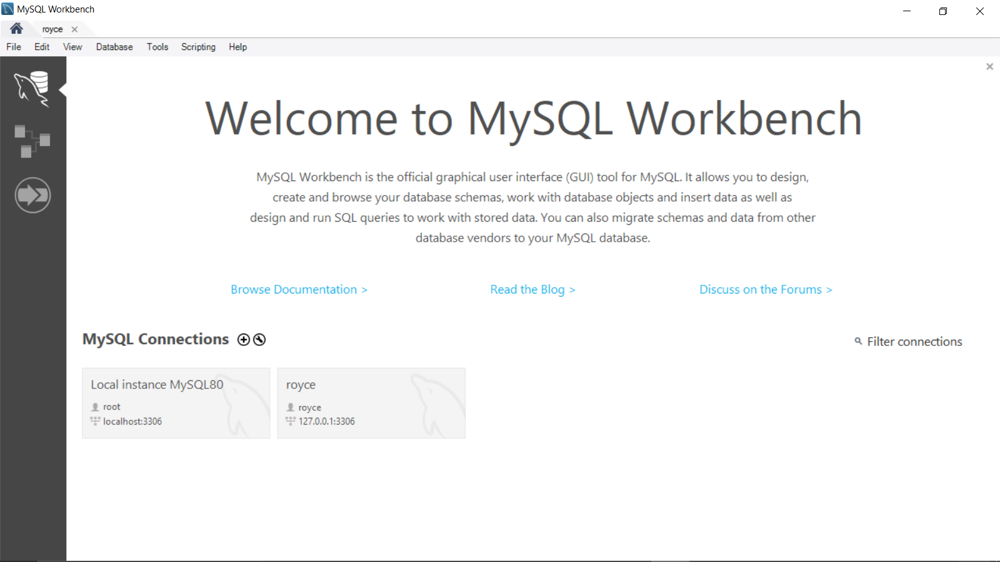 MySQL Workbench
royce
File Edit View Database Tools Scripting Help
Welcome to MySQL Workbench
MySQL Workbench is the official graphical user interface (GUI) tool for MySQL. It allows you to design,
create and browse your database schemas, work with database objects and insert data as well as
design and run SQL queries to work with stored data. You can also migrate schemas and data from other
database vendors to your MySQL database.
Browse Documentation > Read the Blog > Discuss on the Forums >
MySQL Connections
Filter connections
Local instance MySQL80
root
localhost:3306
royce
royce
127.0.0.1:3306